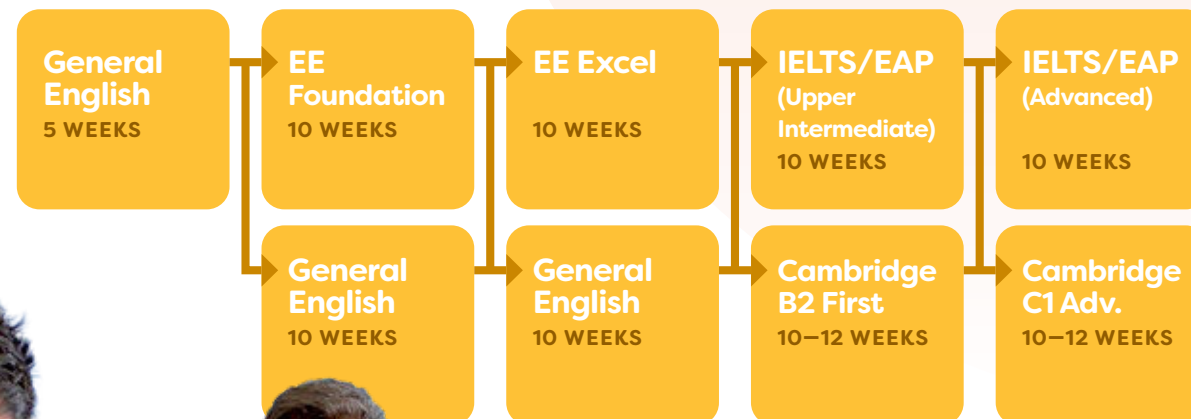 General
English
5 WEEKS
EE
Foundation
10 WEEKS
EE Excel
10 WEEKS
IELTS/EAP
(Upper
Intermediate)
10 WEEKS
IELTS/EAP
(Advanced)
10 WEEKS
General
English
10 WEEKS
General
English
10 WEEKS
Cambridge
B2 First
10–12 WEEKS
Cambridge
C1 Adv.
10–12 WEEKS